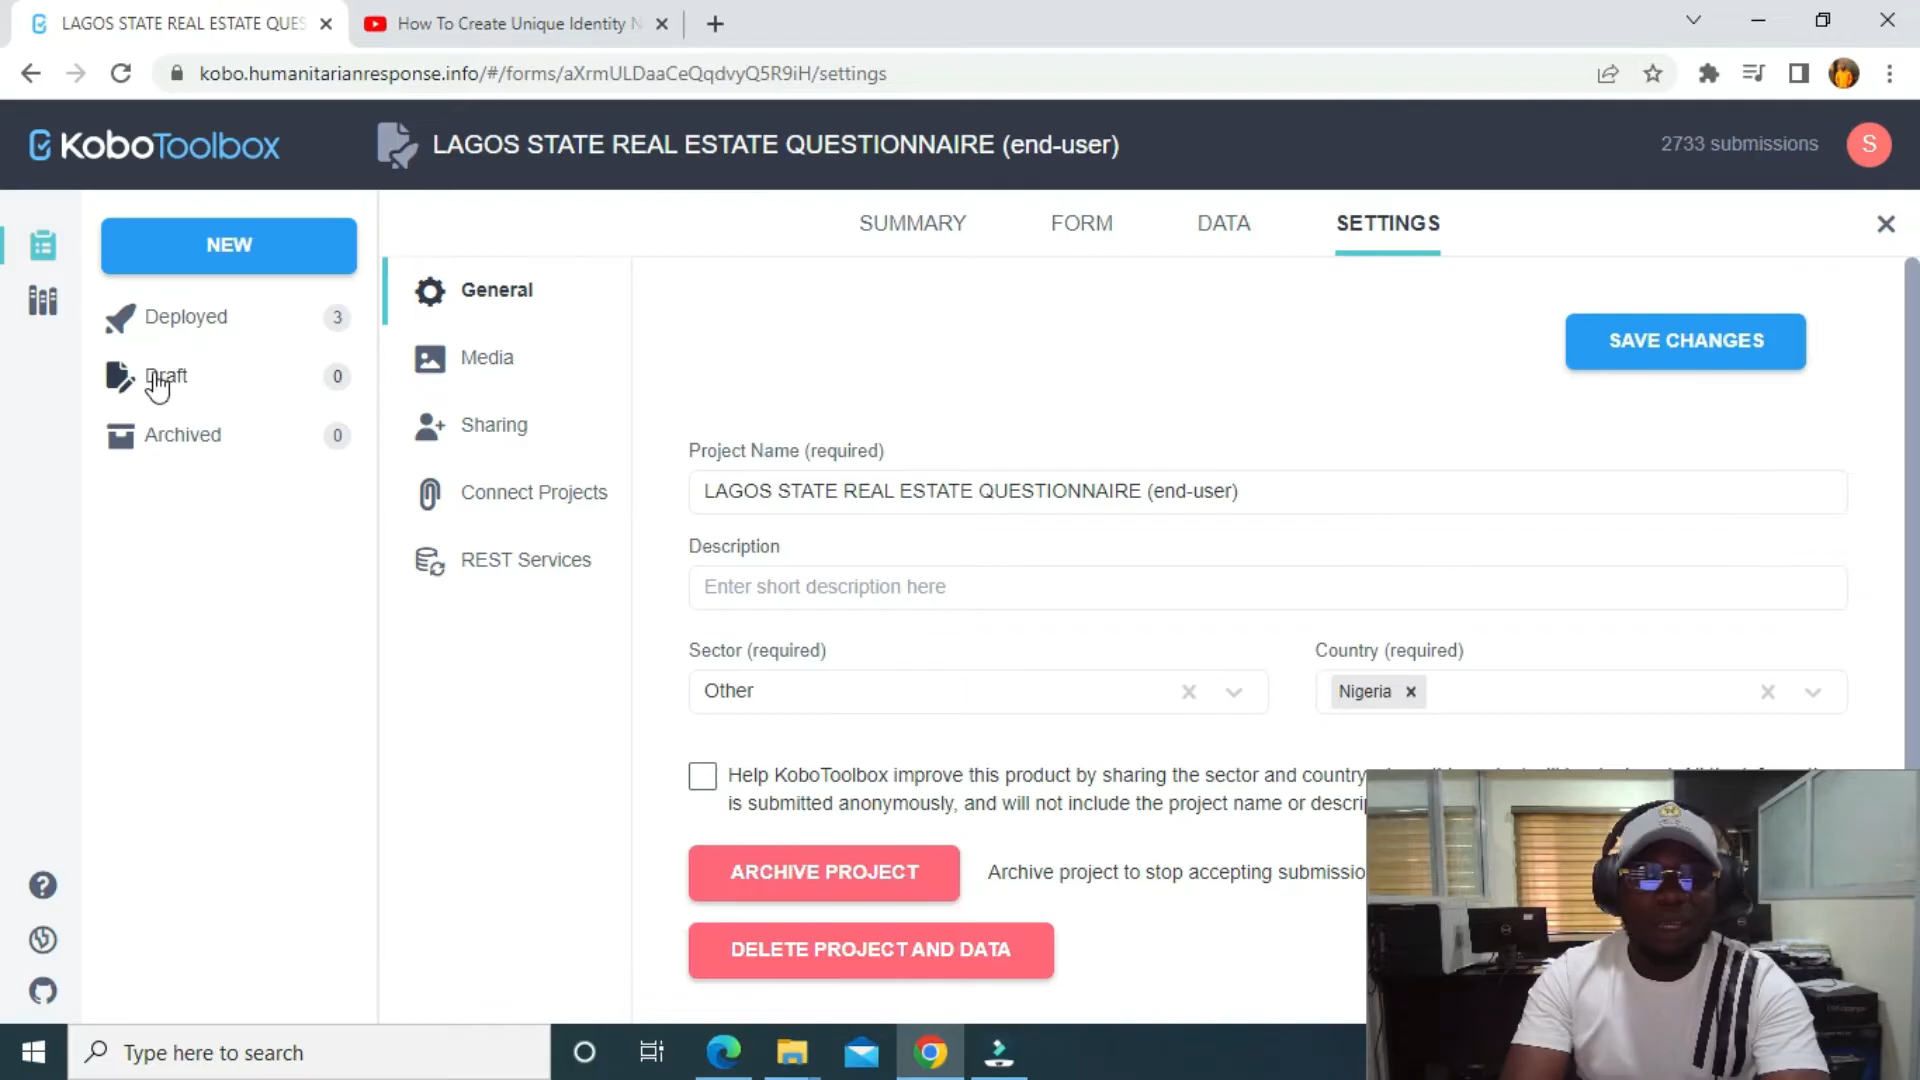 LAGOS STATE REAL ESTATE QUES
How To Create Unique Identity N
kobo.humanitarianresponse.info/#/forms/aXrmULDaaCeQqdvyQ5R9iH/settings
KoboToolbox
LAGOS STATE REAL ESTATE QUESTIONNAIRE (end-user)
2733 submissions
S
NEW
Deployed
3
Draft
0
Archived
0
SUMMARY
FORM
DATA
SETTINGS
General
Media
Sharing
Connect Projects
REST Services
SAVE CHANGES
Project Name (required)
LAGOS STATE REAL ESTATE QUESTIONNAIRE (end-user)
Description
Enter short description here
Sector (required)
Other
Country (required)
Nigeria
Help KoboToolbox improve this product by sharing the sector and country
is submitted anonymously, and will not include the project name or descrip
ARCHIVE PROJECT
Archive project to stop accepting submissio
DELETE PROJECT AND DATA
Type here to search